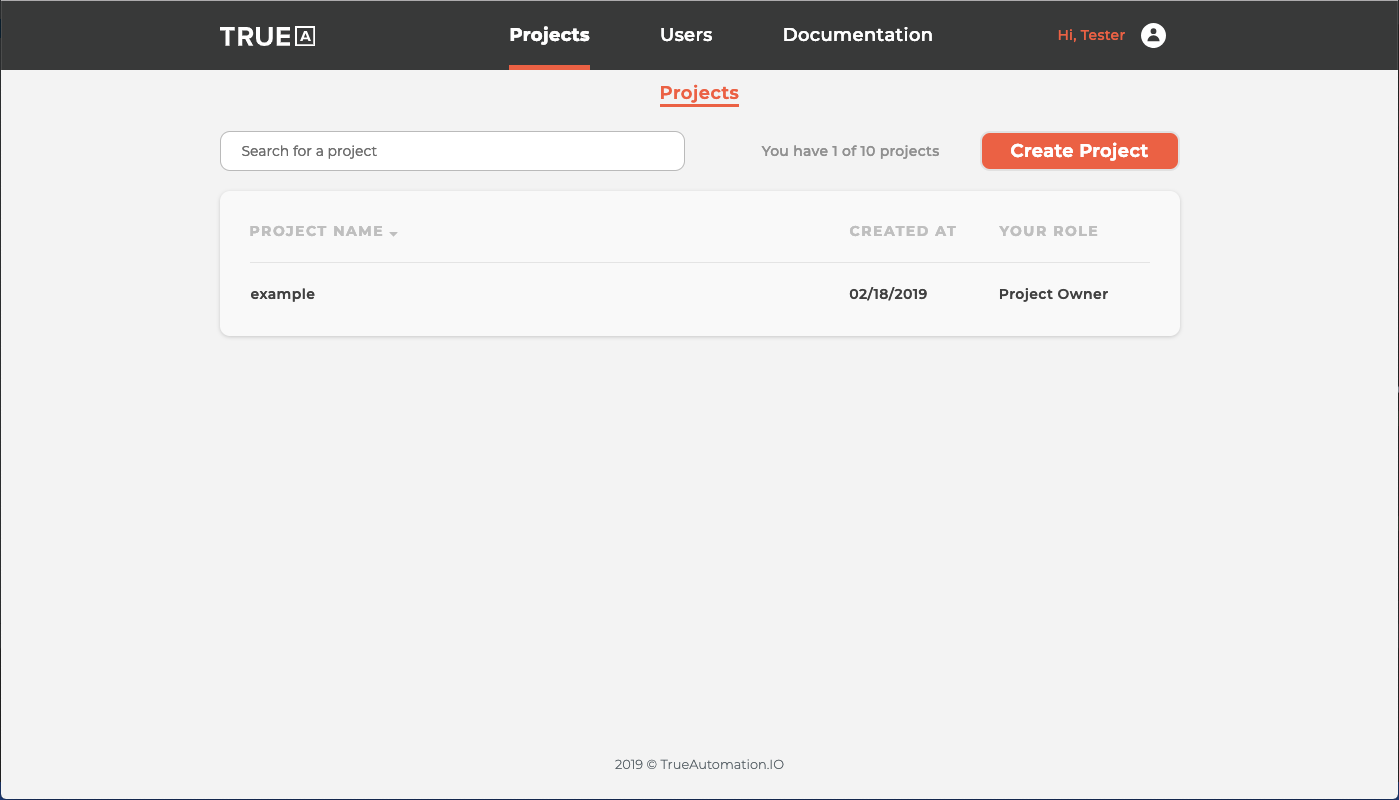 TRUE A Projects Users Documentation Hi, Tester
Projects
Search for a project You have 1 of 10 projects Create Project
PROJECT NAME CREATED AT YOUR ROLE
example 02/18/2019 Project Owner
2019 © TrueAutomation.IO